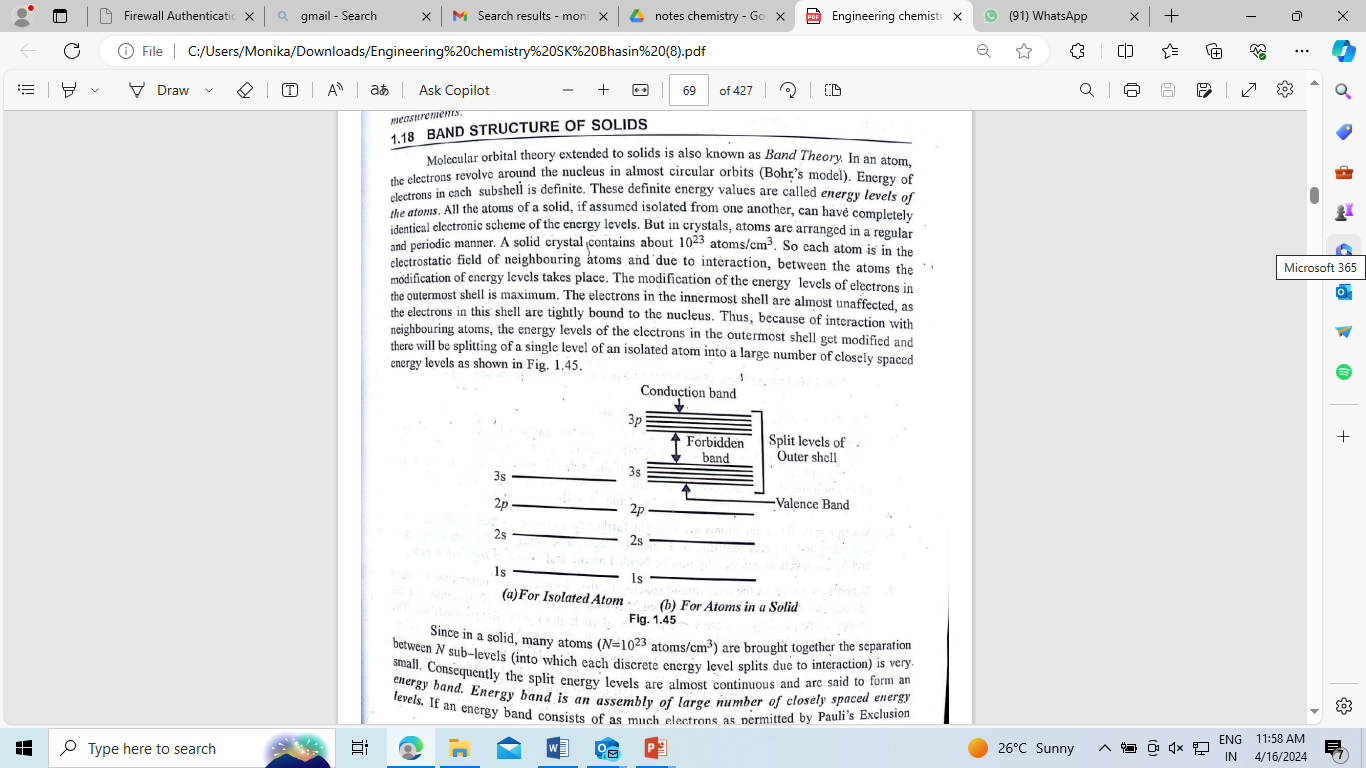 Firewall Authenticatic
gmail - Search
Search results - moni
notes chemistry - Go
Engineering chemistr
(91) WhatsApp
File
C:/Users/Monika/Downloads/Engineering%20chemistry%20SK%20Bhasin%20(8).pdf
Draw
Ask Copilot
69
of 427
measurements.
1.18 BAND STRUCTURE OF SOLIDS
Molecular orbital theory extended to solids is also known as Band Theory. In an atom,
the electrons revolve around the nucleus in almost circular orbits (Bohr's model). Energy of
electrons in each subshell is definite. These definite energy values are called energy levels of
the atoms. All the atoms of a solid, if assumed isolated from one another, can have completely
identical electronic scheme of the energy levels. But in crystals, atoms are arranged in a regular
and periodic manner. A solid crystal contains about 10²³ atoms/cm³. So each atom is in the
electrostatic field of neighbouring atoms and due to interaction, between the atoms the
modification of energy levels takes place. The modification of the energy levels of electrons in
the outermost shell is maximum. The electrons in the innermost shell are almost unaffected, as
the electrons in this shell are tightly bound to the nucleus. Thus, because of interaction with
neighbouring atoms, the energy levels of the electrons in the outermost shell get modified and
there will be splitting of a single level of an isolated atom into a large number of closely spaced
energy levels as shown in Fig. 1.45.
Conduction band
3p
Forbidden
band
Split levels of
Outer shell
3s
3s
Valence Band
2p
2p
2s
2s
1s
1s
(a)For Isolated Atom
(b) For Atoms in a Solid
Fig. 1.45
Since in a solid, many atoms (N=10²³ atoms/cm³) are brought together the separation
between N sub-levels (into which each discrete energy level splits due to interaction) is very
small. Consequently the split energy levels are almost continuous and are said to form an
energy band. Energy band is an assembly of large number of closely spaced energy
levels. If an energy band consists of as much electrons as permitted by Pauli's Exclusion
Microsoft 365
Type here to search
26°C Sunny
ENG
IN
11:58 AM
4/16/2024
7